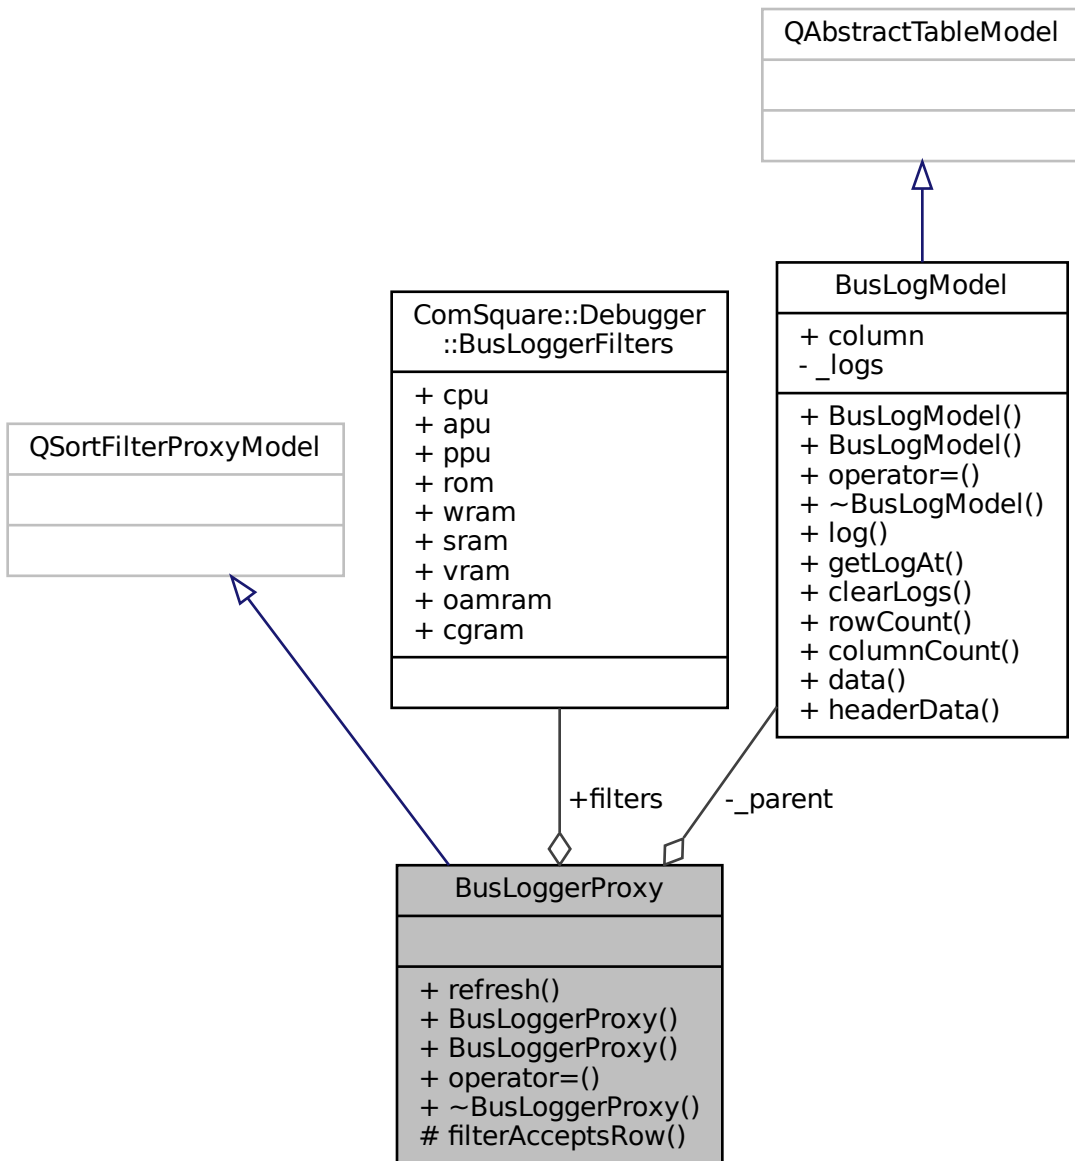 QAbstractTableModel
BusLogModel
+ column
- _logs
+ BusLogModel()
+ BusLogModel()
+ operator=()
+ ~BusLogModel()
+ log()
+ getLogAt()
+ clearLogs()
+ rowCount()
+ columnCount()
+ data()
+ headerData()
ComSquare::Debugger
::BusLoggerFilters
+ cpu
+ apu
+ ppu
+ rom
+ wram
+ sram
+ vram
+ oamram
+ cgram
QSortFilterProxyModel
+filters
-_parent
BusLoggerProxy
+ refresh()
+ BusLoggerProxy()
+ BusLoggerProxy()
+ operator=()
+ ~BusLoggerProxy()
# filterAcceptsRow()